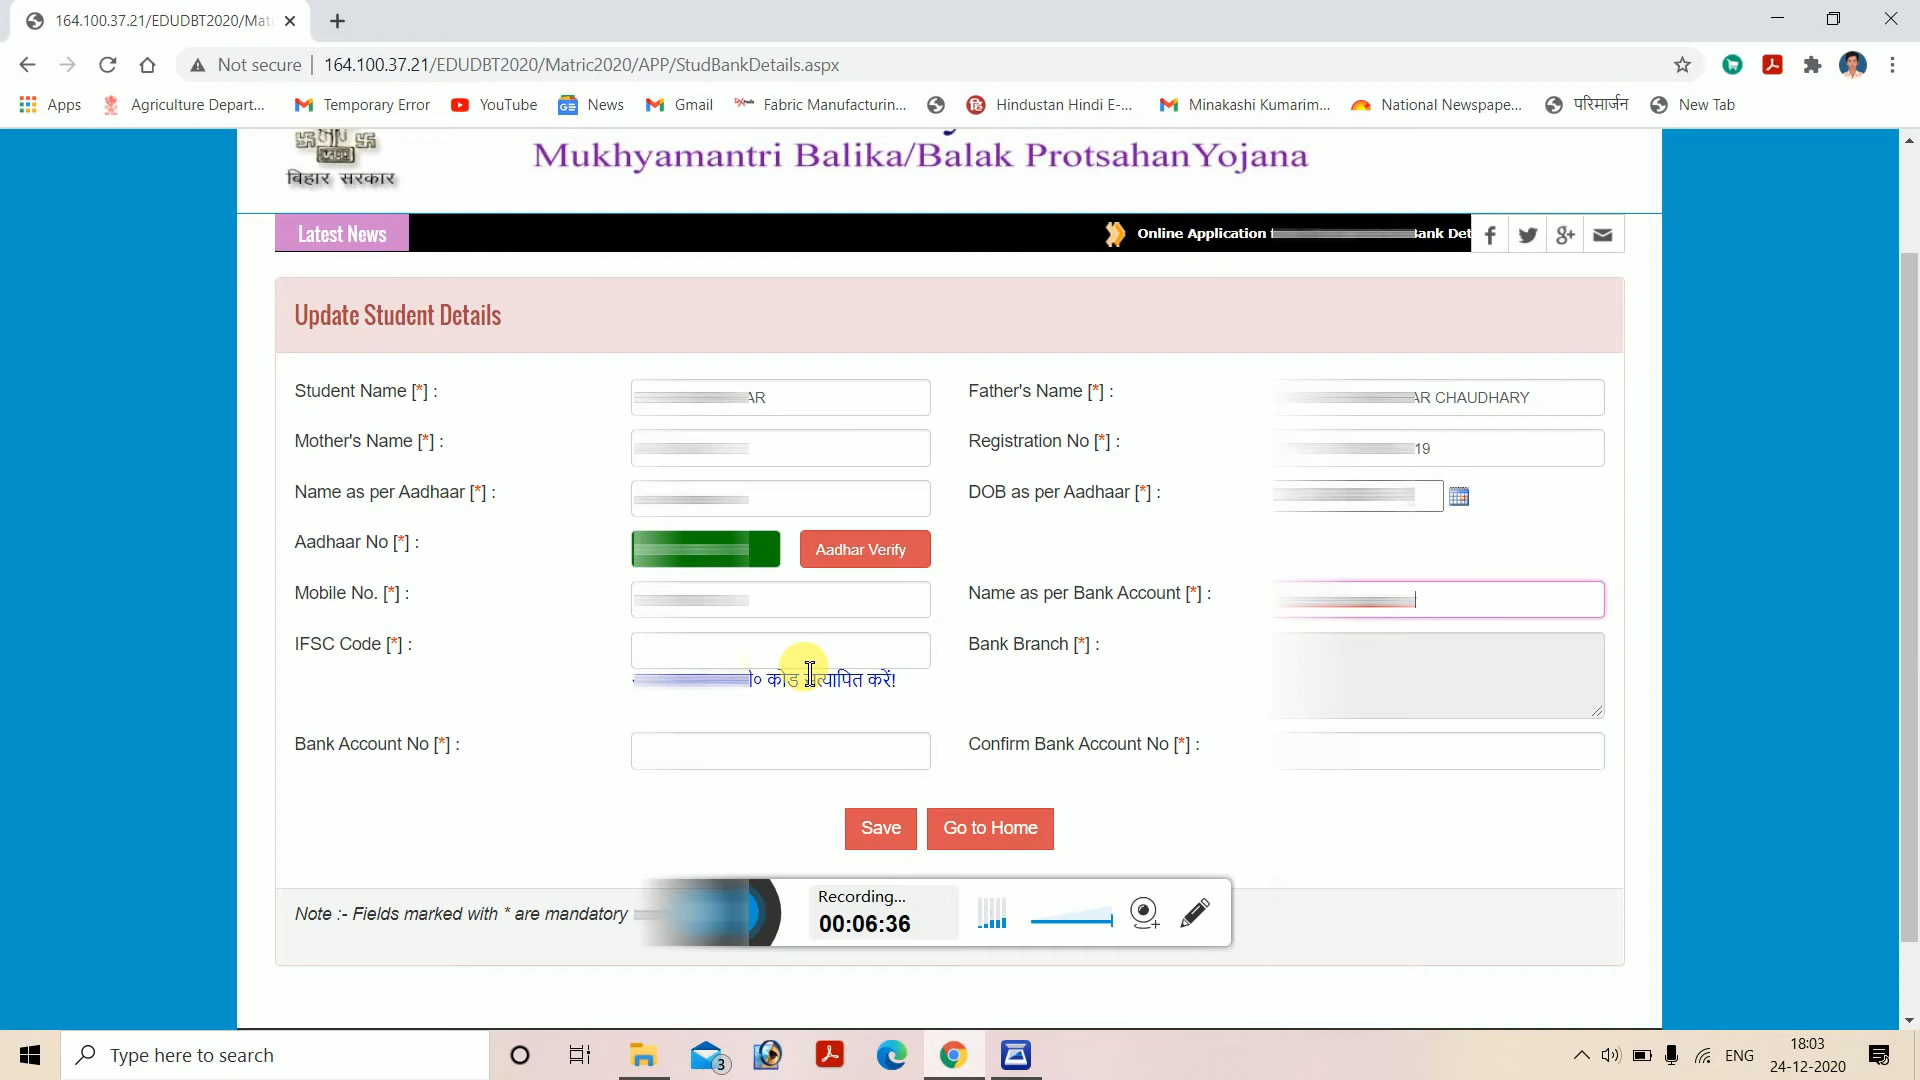 164.100.37.21/EDUDBT2020/Mat
Not secure | 164.100.37.21/EDUDBT2020/Matric2020/APP/StudBankDetails.aspx
Apps Agriculture Depart... Temporary Error YouTube News Gmail Fabric Manufacturin... Hindustan Hindi E-... Minakashi Kumarim... National Newspape... परिमार्जन New Tab
बिहार सरकार
Mukhyamantri Balika/Balak Protsahan Yojana
Latest News Online Application Bank Det
Update Student Details
Student Name [*] : AR Father's Name [*] : AR CHAUDHARY
Mother's Name [*] : Registration No [*] : 19
Name as per Aadhaar [*] : DOB as per Aadhaar [*] :
Aadhaar No [*] : Aadhar Verify
Mobile No. [*] : Name as per Bank Account [*] :
IFSC Code [*] : Bank Branch [*] :
कोड सत्यापित करें!
Bank Account No [*] : Confirm Bank Account No [*] :
Save Go to Home
Note :- Fields marked with * are mandatory
Recording...
00:06:36
Type here to search 3 ENG 18:03
24-12-2020